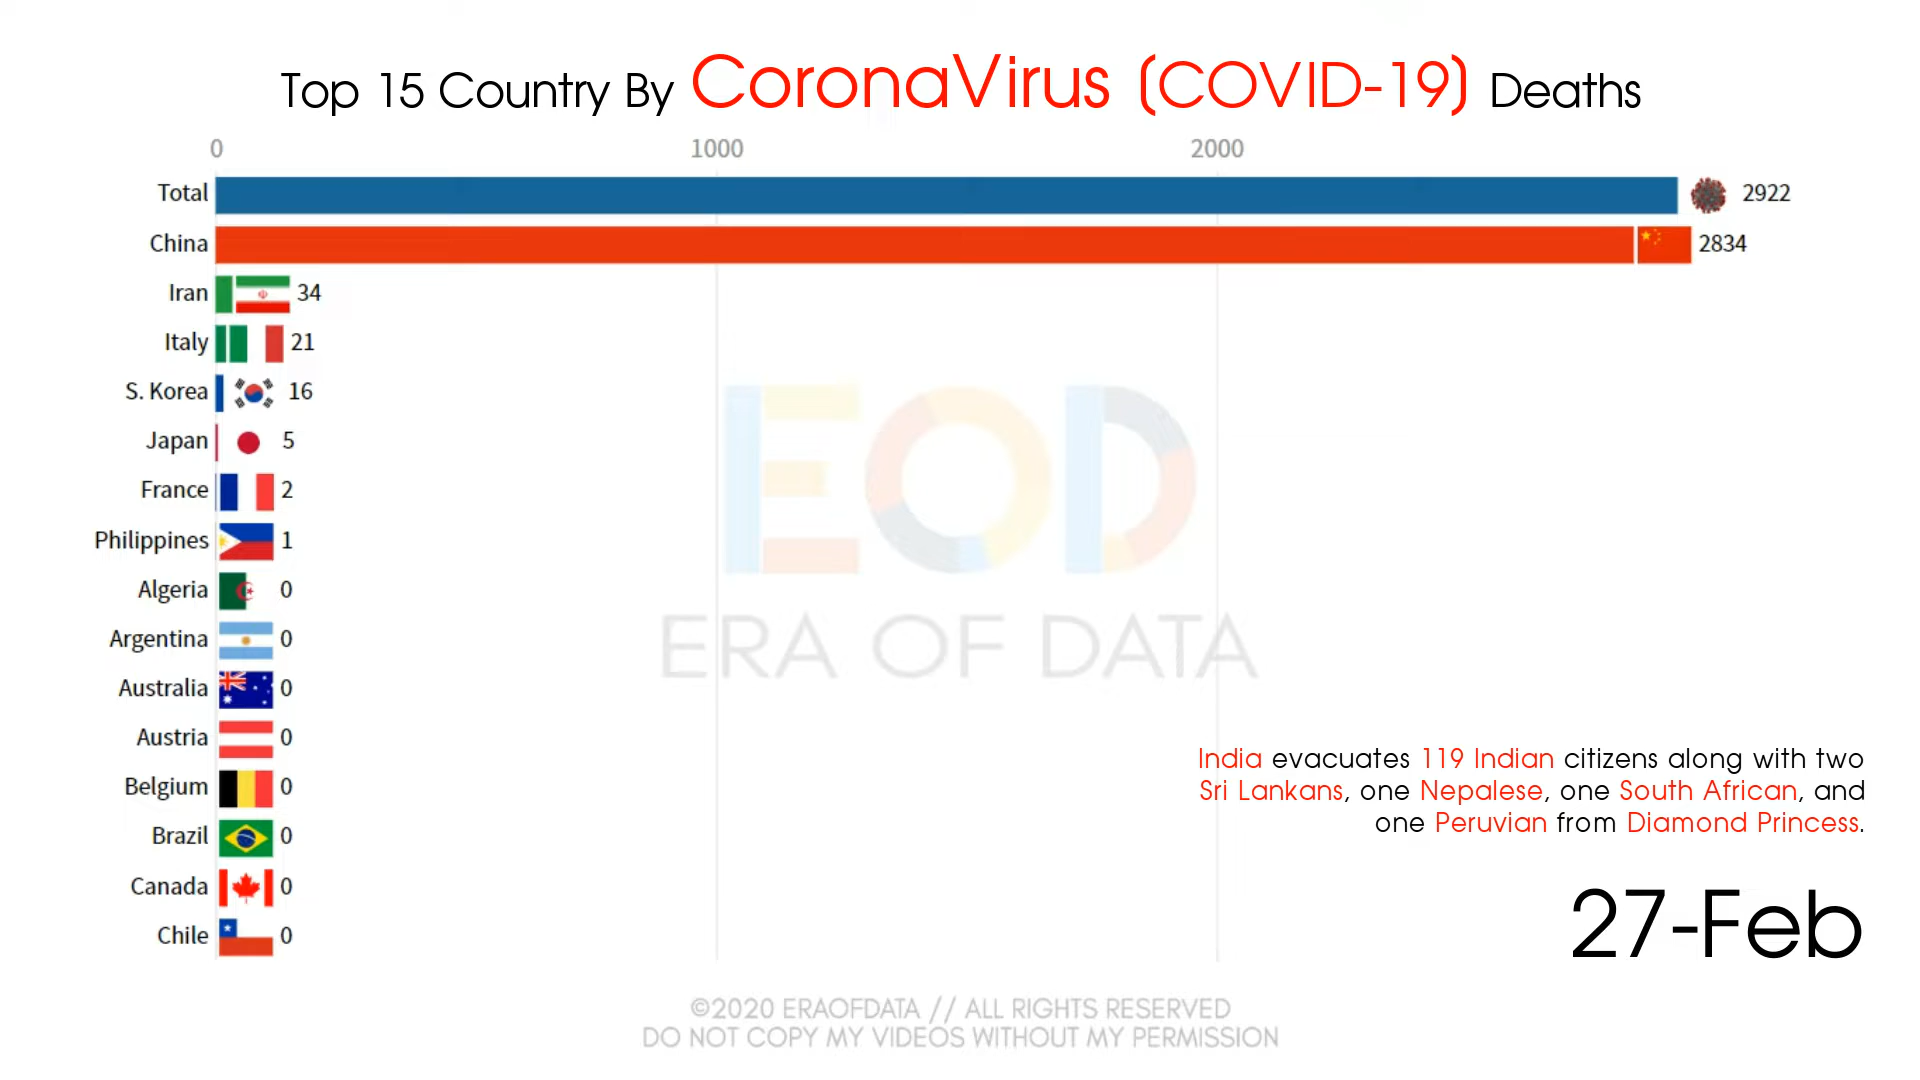 Top 15 Country By CoronaVirus (COVID-19) Deaths
0 1000 2000
Total 2922
China 2834
Iran 34
Italy 21
S. Korea 16
Japan 5
France 2
Philippines 1
Algeria 0
Argentina 0
Australia 0
Austria 0
Belgium 0
Brazil 0
Canada 0
Chile 0
EOD
ERA OF DATA
India evacuates 119 Indian citizens along with two
Sri Lankans, one Nepalese, one South African, and
one Peruvian from Diamond Princess.
27-Feb
©2020 ERAOFDATA // ALL RIGHTS RESERVED
DO NOT COPY MY VIDEOS WITHOUT MY PERMISSION